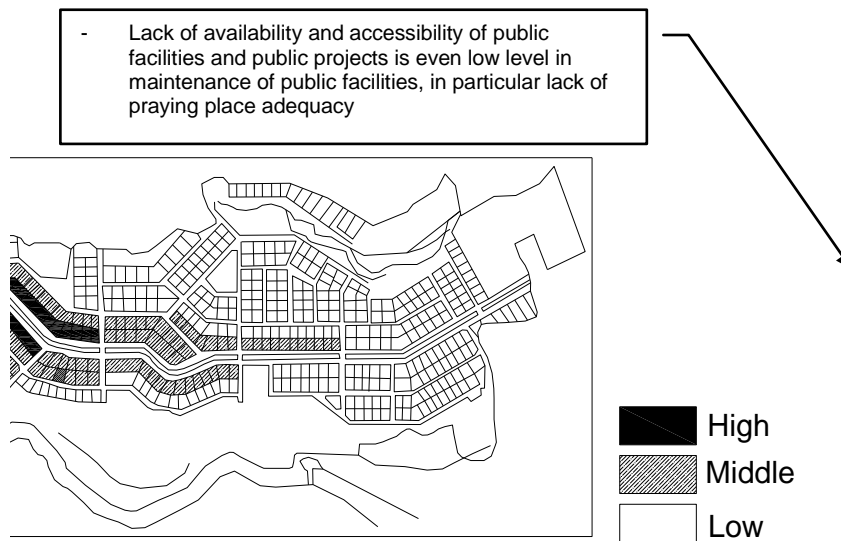 - Lack of availability and accessibility of public
facilities and public projects is even low level in
maintenance of public facilities, in particular lack of
praying place adequacy
High
Middle
Low